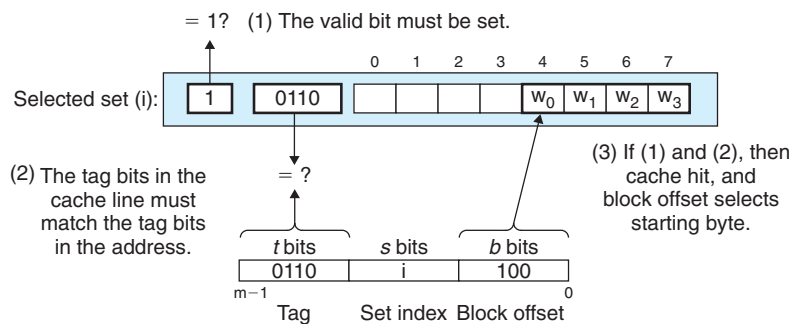 = 1? (1) The valid bit must be set.
0 1 2 3 4 5 6 7
Selected set (i): 1 0110 w0 w1 w2 w3
(2) The tag bits in the
cache line must
match the tag bits
in the address.
= ?
(3) If (1) and (2), then
cache hit, and
block offset selects
starting byte.
t bits s bits b bits
0110 i 100
m−1 0
Tag Set index Block offset